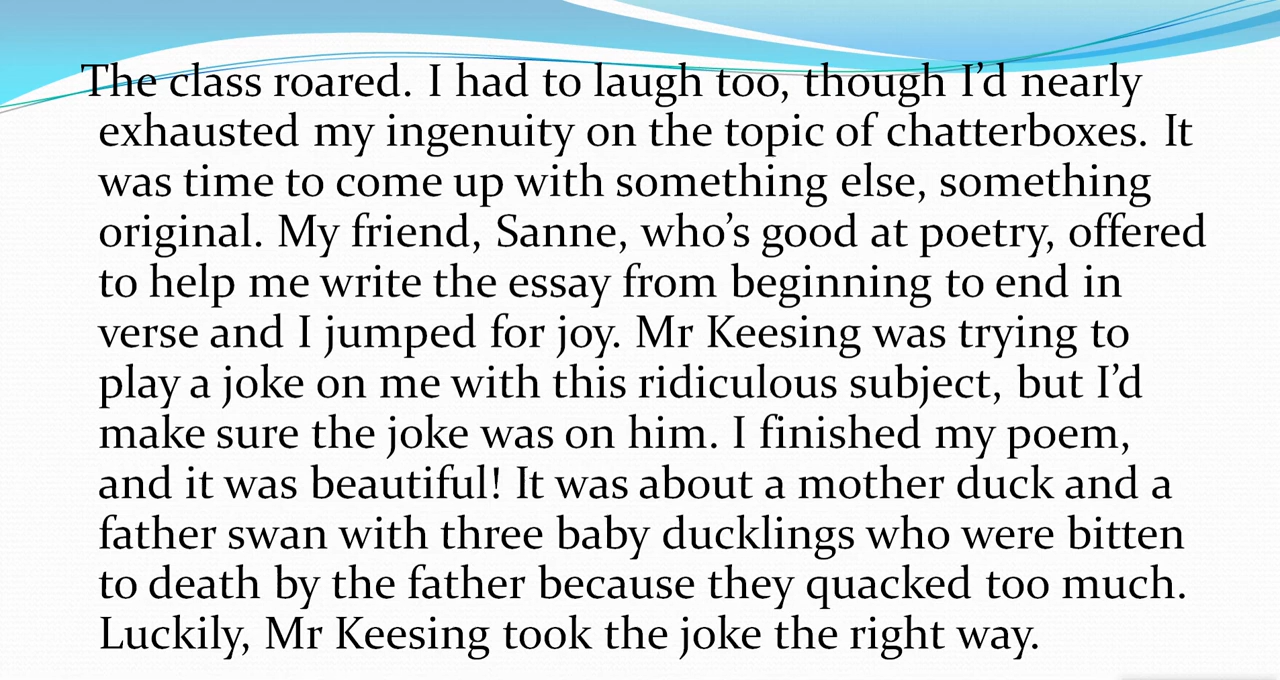 The class roared. I had to laugh too, though I’d nearly
exhausted my ingenuity on the topic of chatterboxes. It
was time to come up with something else, something
original. My friend, Sanne, who’s good at poetry, offered
to help me write the essay from beginning to end in
verse and I jumped for joy. Mr Keesing was trying to
play a joke on me with this ridiculous subject, but I’d
make sure the joke was on him. I finished my poem,
and it was beautiful! It was about a mother duck and a
father swan with three baby ducklings who were bitten
to death by the father because they quacked too much.
Luckily, Mr Keesing took the joke the right way.